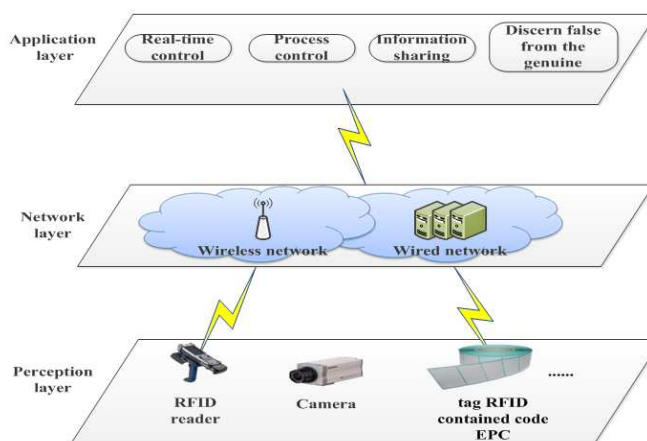 Application
layer
Real-time
control
Process
control
Information
sharing
Discern false
from the
genuine
Network
layer
Wireless network
Wired network
Perception
layer
RFID
reader
Camera
tag RFID
contained code
EPC
......